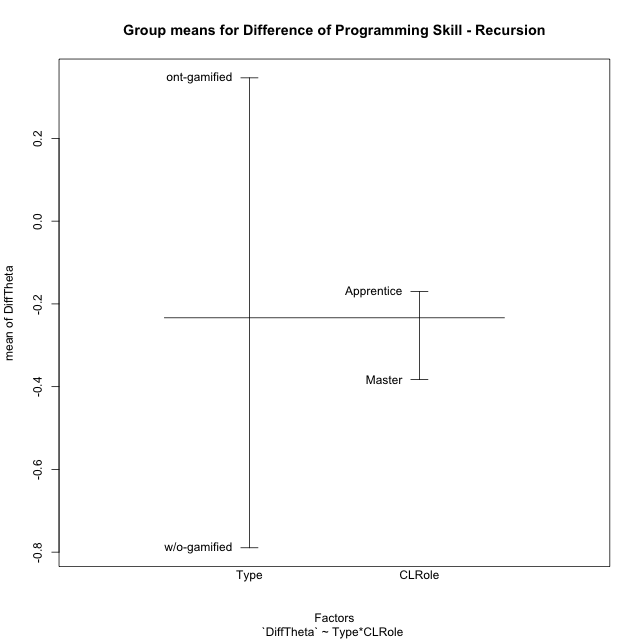 Group means for Difference of Programming Skill - Recursion
ont-gamified
0.2
0.0
mean of DiffTheta
-0.2
Apprentice
-0.4
Master
-0.6
-0.8
w/o-gamified
Type
CLRole
Factors
`DiffTheta` ~ Type*CLRole